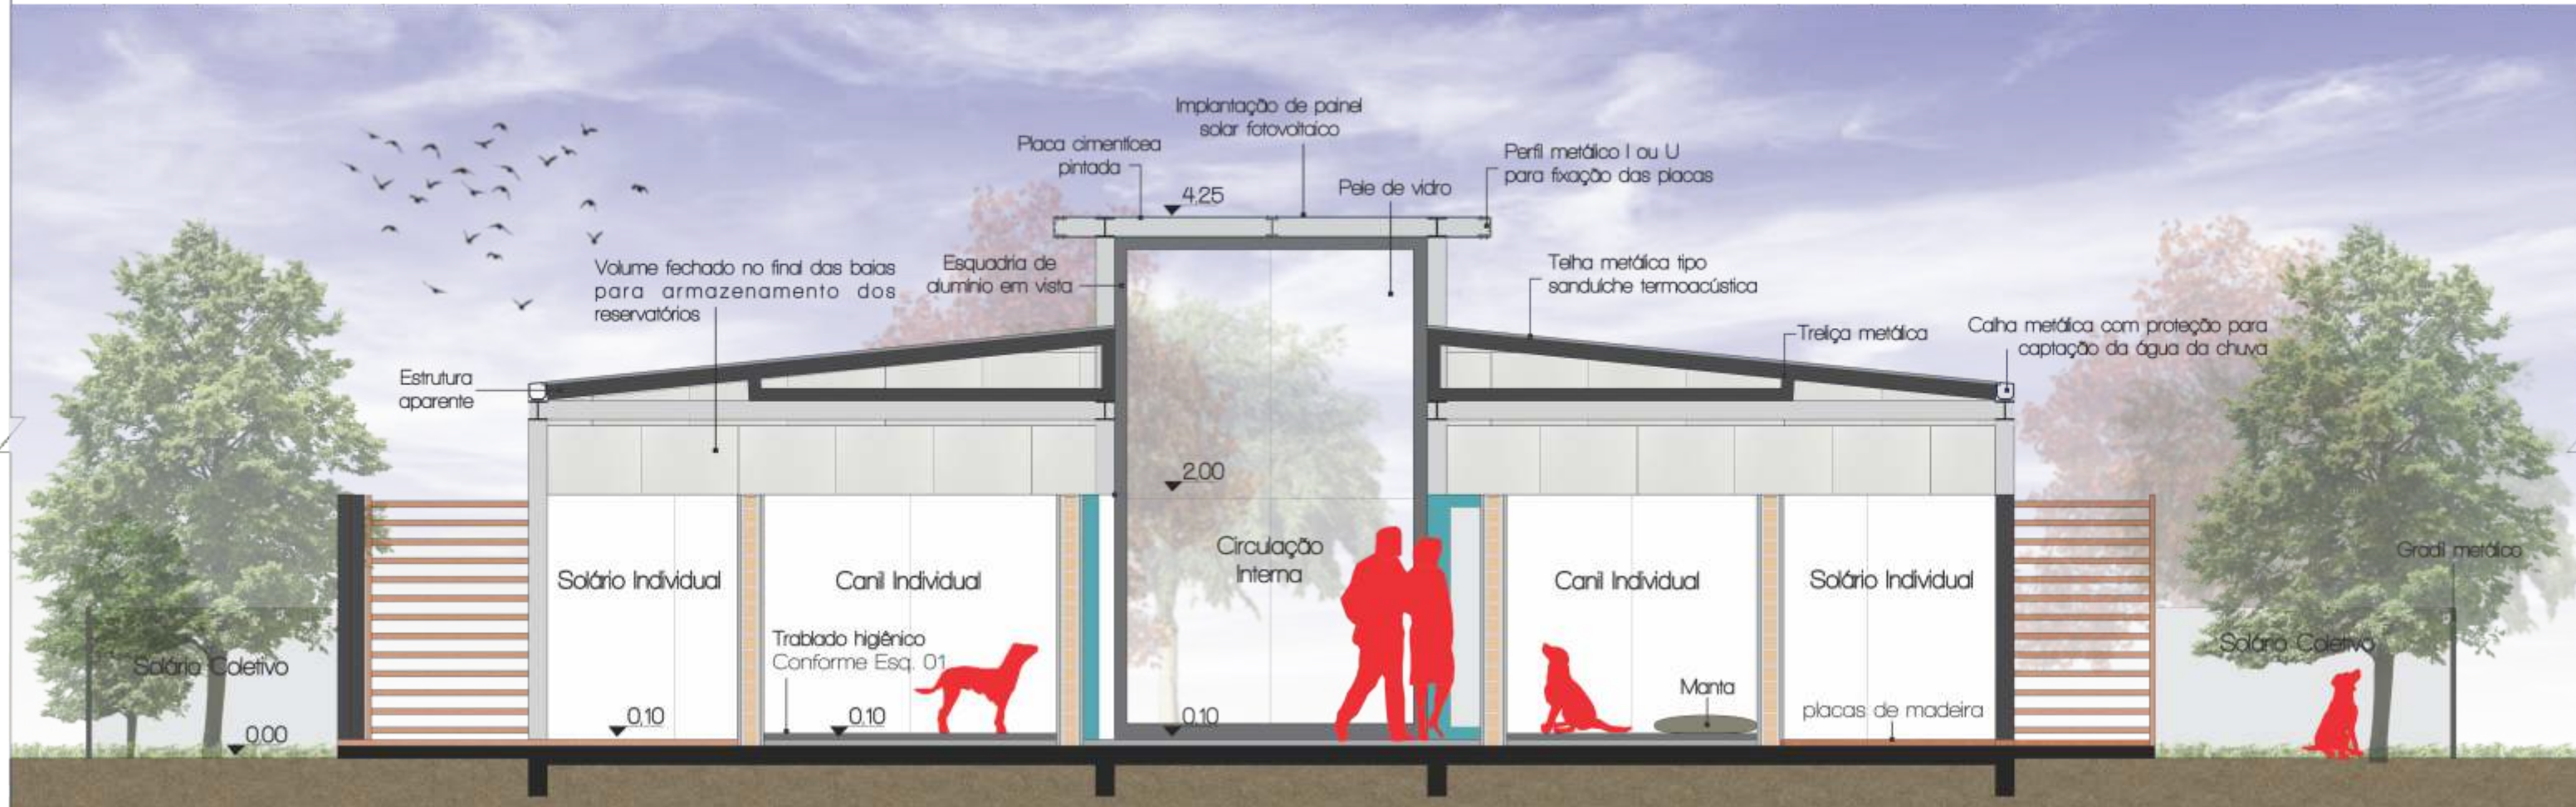 Implantação de painel
solar fotovoltaico
Placa cimentícea
pintada
4,25
Pele de vidro
Perfil metálico I ou U
para fixação das placas
Volume fechado no final das baias
para armazenamento dos
reservatórios
Esquadria de
alumínio em vista
Telha metálica tipo
sanduíche termoacústica
Treliça metálica
Calha metálica com proteção para
captação da água da chuva
Estrutura
aparente
2,00
Circulação
Interna
Solário Individual
Canil Individual
Canil Individual
Solário Individual
Gradil metálico
Trablado higiênico
Conforme Esq. 01
Solário Coletivo
Solário Coletivo
Manta
placas de madeira
0,00
0,10
0,10
0,10